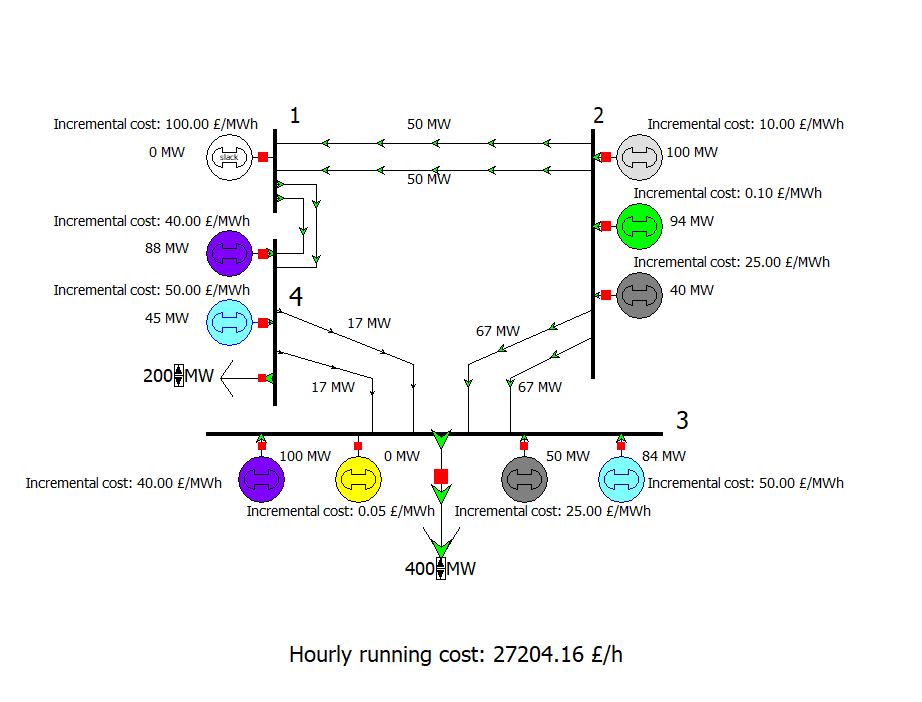 1
2
Incremental cost: 100.00 £/MWh
50 MW
Incremental cost: 10.00 £/MWh
0 MW
slack
100 MW
50 MW
Incremental cost: 0.10 £/MWh
Incremental cost: 40.00 £/MWh
94 MW
88 MW
Incremental cost: 25.00 £/MWh
Incremental cost: 50.00 £/MWh
4
40 MW
45 MW
17 MW
67 MW
200 MW
17 MW
67 MW
3
100 MW
0 MW
50 MW
84 MW
Incremental cost: 40.00 £/MWh
Incremental cost: 50.00 £/MWh
Incremental cost: 0.05 £/MWh
Incremental cost: 25.00 £/MWh
400 MW
Hourly running cost: 27204.16 £/h